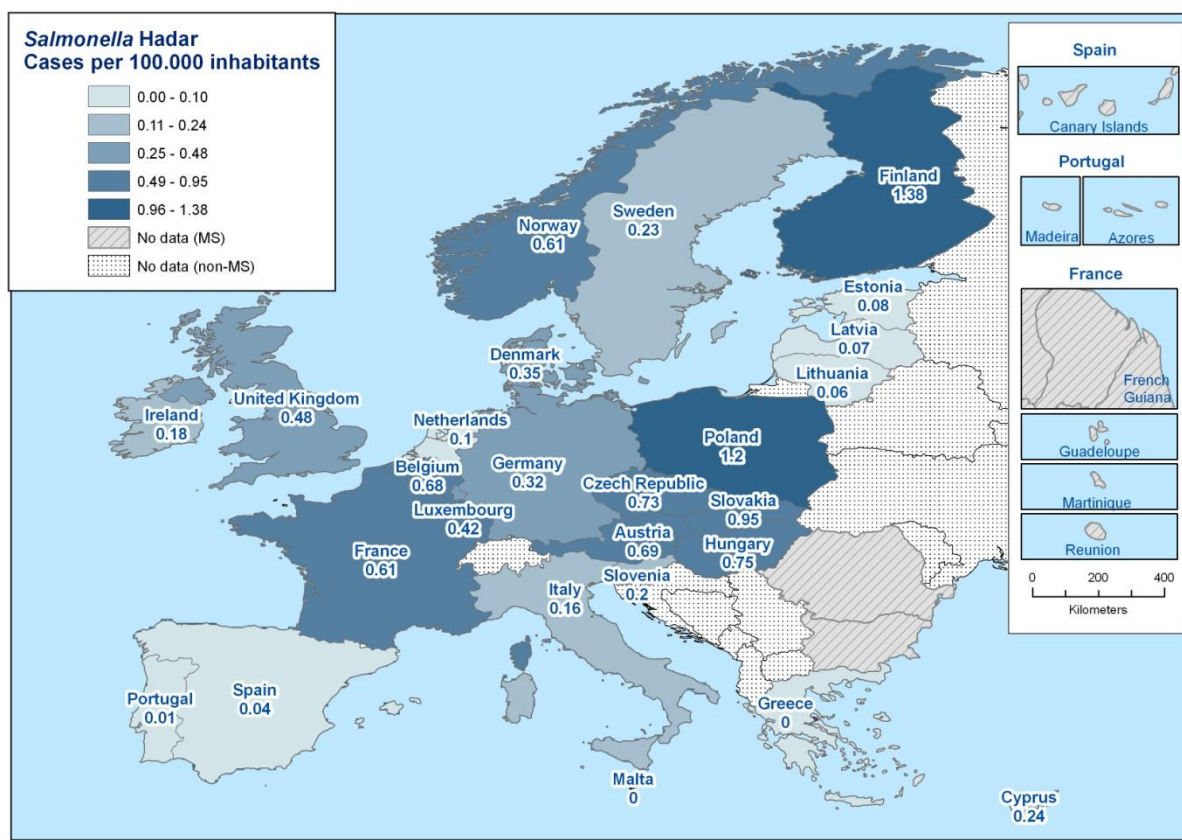 Salmonella Hadar
Cases per 100.000 inhabitants
0.00 - 0.10
0.11 - 0.24
0.25 - 0.48
0.49 - 0.95
0.96 - 1.38
No data (MS)
No data (non-MS)
Finland
1.38
Norway
0.61
Sweden
0.23
Estonia
0.08
Latvia
0.07
Lithuania
0.06
Denmark
0.35
Ireland
0.18
United Kingdom
0.48
Netherlands
0.1
Belgium
0.68
Germany
0.32
Poland
1.2
Czech Republic
0.73
Slovakia
0.95
Luxembourg
0.42
Austria
0.69
Hungary
0.75
France
0.61
Slovenia
0.2
Italy
0.16
Portugal
0.01
Spain
0.04
Greece
0
Malta
0
Cyprus
0.24
Spain
Canary Islands
Portugal
Madeira
Azores
France
French
Guiana
Guadeloupe
Martinique
Reunion
0 200 400
Kilometers